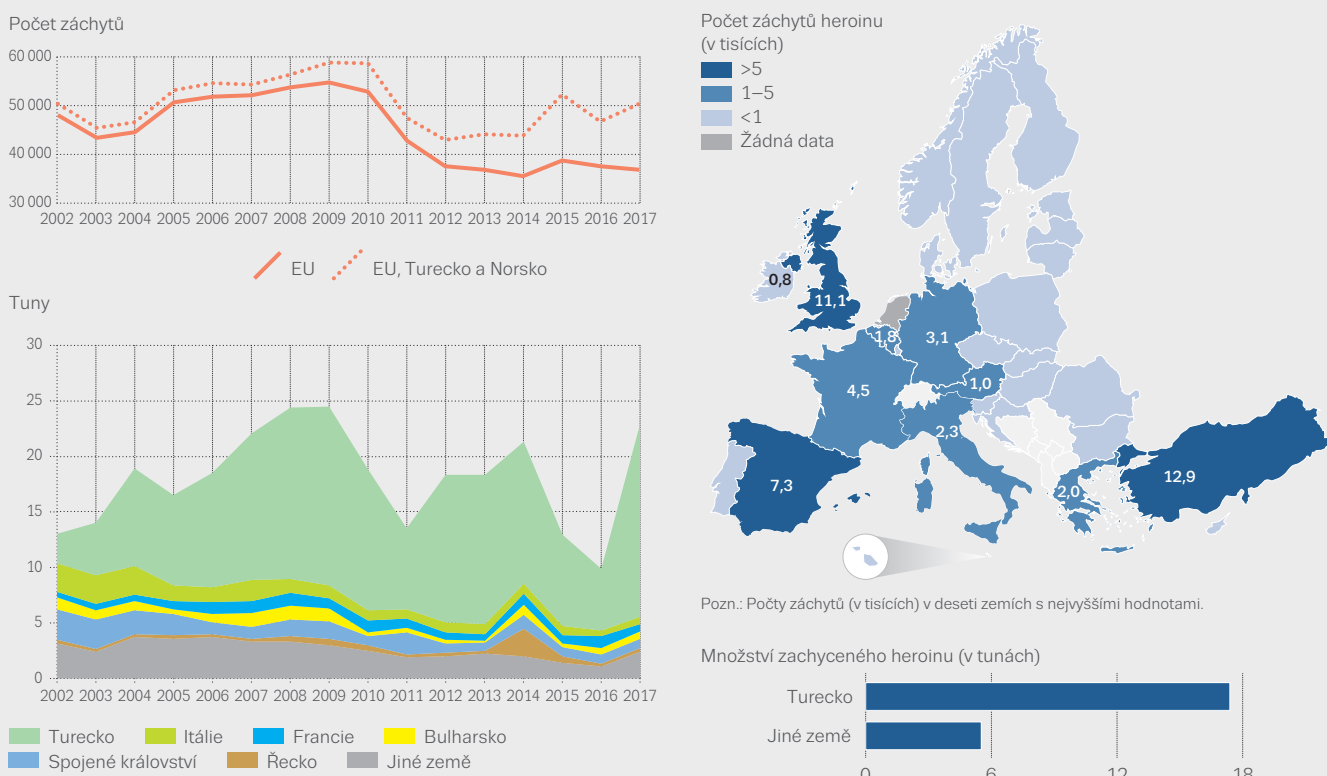 Počet záchytů
60 000
50 000
40 000
30 000
2002 2003 2004 2005 2006 2007 2008 2009 2010 2011 2012 2013 2014 2015 2016 2017
EU
EU, Turecko a Norsko
Tuny
30
25
20
15
10
5
0
2002 2003 2004 2005 2006 2007 2008 2009 2010 2011 2012 2013 2014 2015 2016 2017
Turecko Itálie Francie Bulharsko
Spojené království Řecko Jiné země
Počet záchytů heroinu
(v tisících)
>5
1–5
<1
Žádná data
0,8
11,1
1,8
3,1
4,5
1,0
2,3
7,3
2,0
12,9
Pozn.: Počty záchytů (v tisících) v deseti zemích s nejvyššími hodnotami.
Množství zachyceného heroinu (v tunách)
Turecko
Jiné země
0 6 12 18